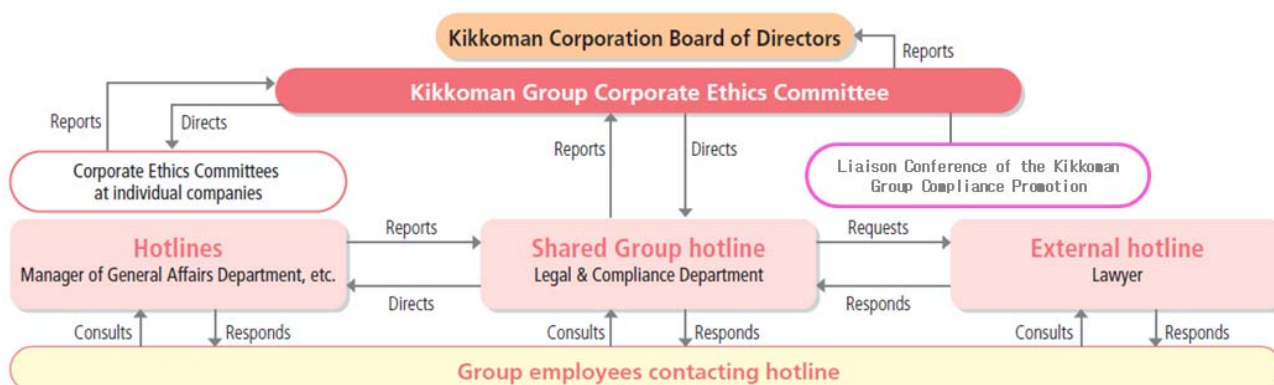 Kikkoman Corporation Board of Directors
Reports
Kikkoman Group Corporate Ethics Committee
Reports
Directs
Reports
Directs
Corporate Ethics Committees
at individual companies
Liaison Conference of the Kikkoman
Group Compliance Promotion
Hotlines
Manager of General Affairs Department, etc.
Reports
Directs
Shared Group hotline
Legal & Compliance Department
Requests
Responds
External hotline
Lawyer
Consults
Responds
Consults
Responds
Consults
Responds
Group employees contacting hotline